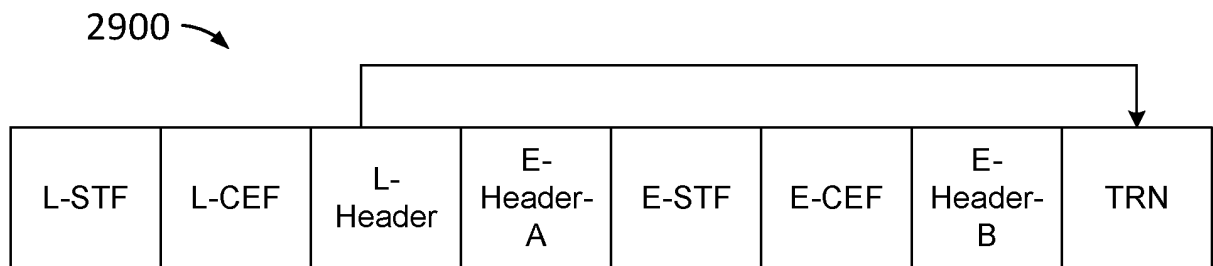 2900
L-STF
L-CEF
L-
Header
E-
Header-
A
E-STF
E-CEF
E-
Header-
B
TRN